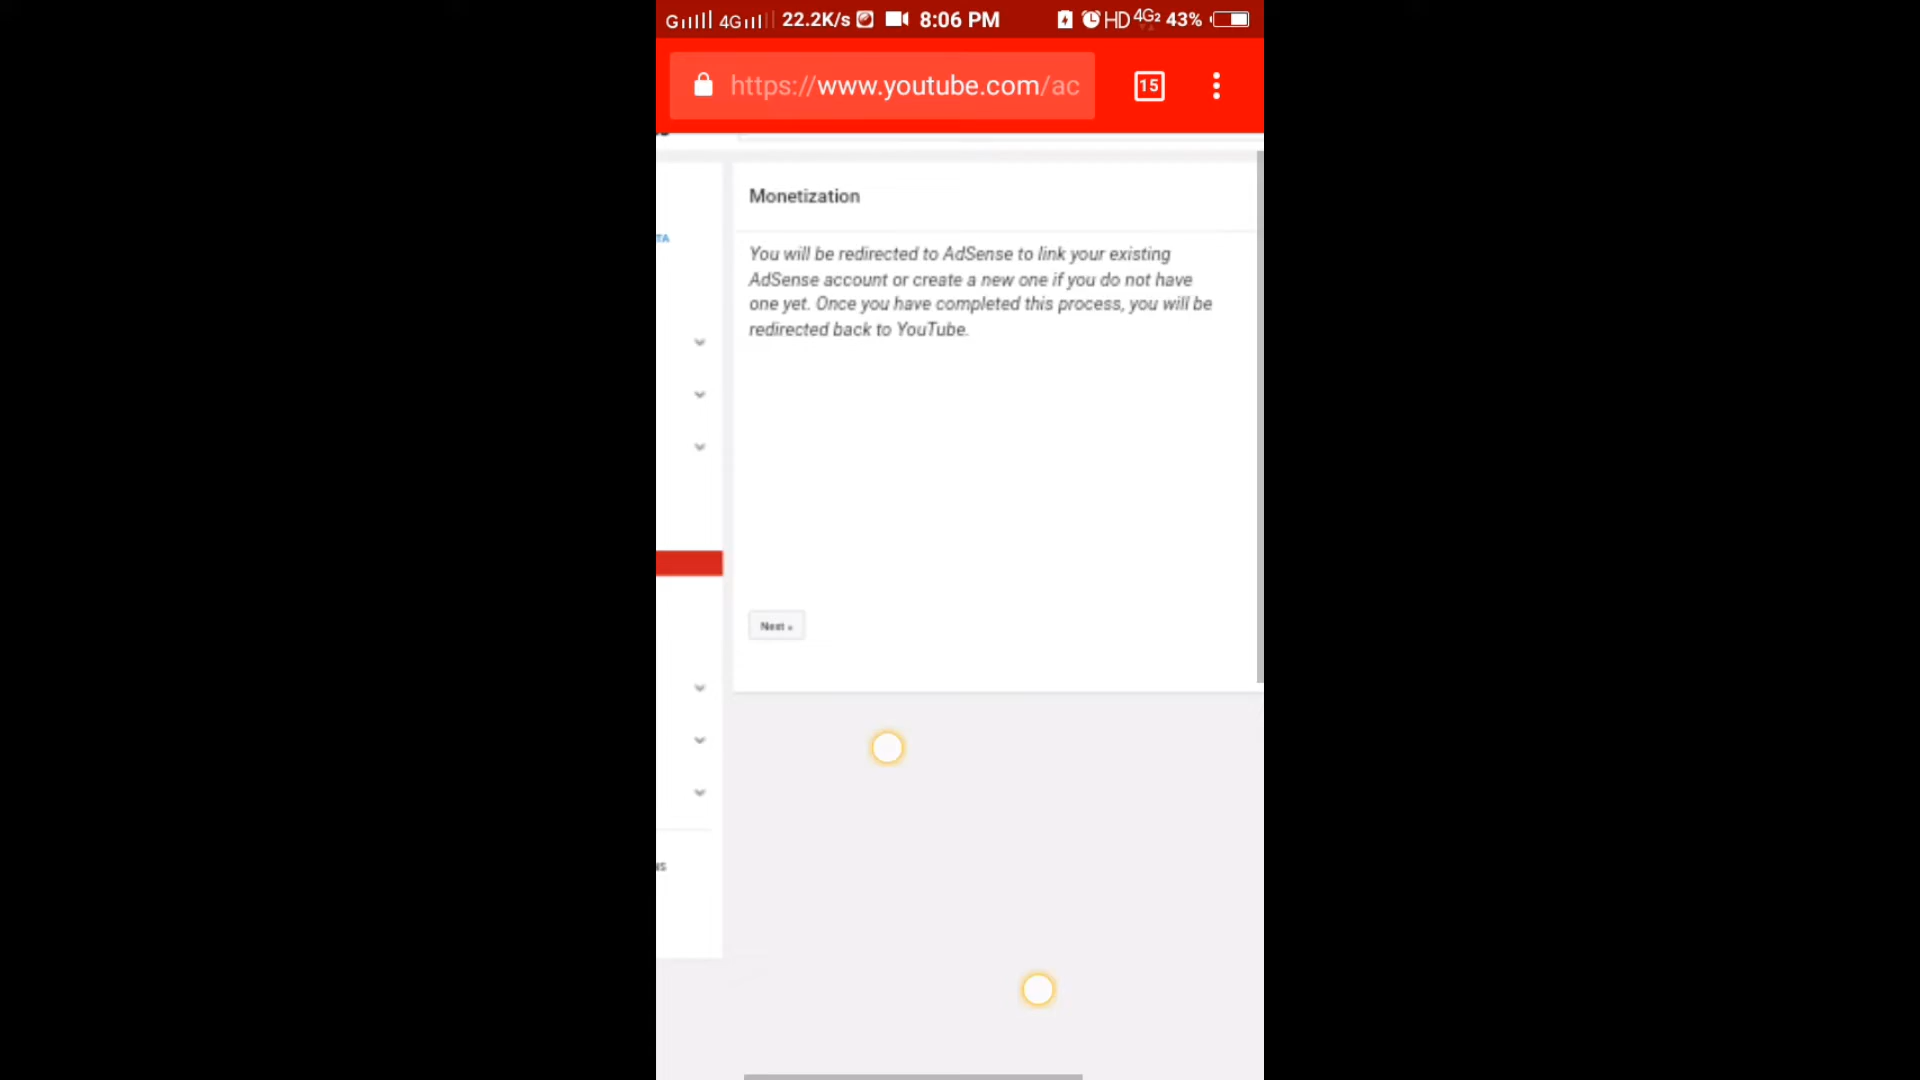 G 4G 22.2K/s 8:06 PM HD 4G2 43%
https://www.youtube.com/ac 15
Monetization
TA
You will be redirected to AdSense to link your existing
AdSense account or create a new one if you do not have
one yet. Once you have completed this process, you will be
redirected back to YouTube.
Next »